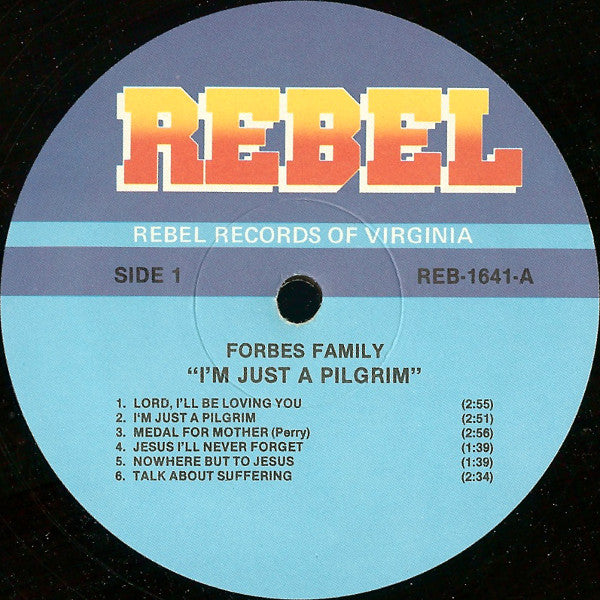 REBEL
REBEL RECORDS OF VIRGINIA
SIDE 1 REB-1641-A
FORBES FAMILY
“I'M JUST A PILGRIM”
1. LORD, I'LL BE LOVING YOU (2:55)
2. I'M JUST A PILGRIM (2:51)
3. MEDAL FOR MOTHER (Perry) (2:56)
4. JESUS I'LL NEVER FORGET (1:39)
5. NOWHERE BUT TO JESUS (1:39)
6. TALK ABOUT SUFFERING (2:34)